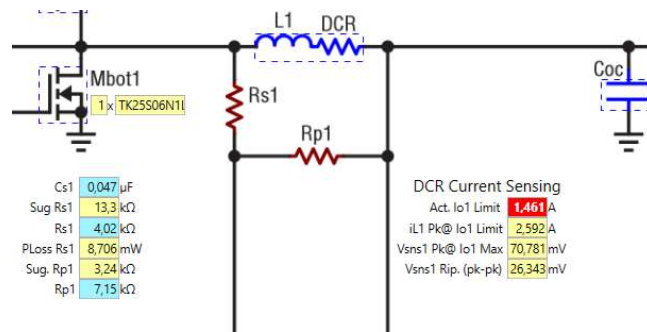 L1 DCR
Mbot1
1 x TK25S06N1L
Rs1
Coc
Rp1
Cs1 0,047 µF
Sug Rs1 13,3 kΩ
Rs1 4,02 kΩ
PLoss Rs1 8,706 mW
Sug. Rp1 3,24 kΩ
Rp1 7,15 kΩ
DCR Current Sensing
Act. Io1 Limit 1,461 A
iL1 Pk@ Io1 Limit 2,592 A
Vsns1 Pk@ Io1 Max 70,781 mV
Vsns1 Rip. (pk-pk) 26,343 mV